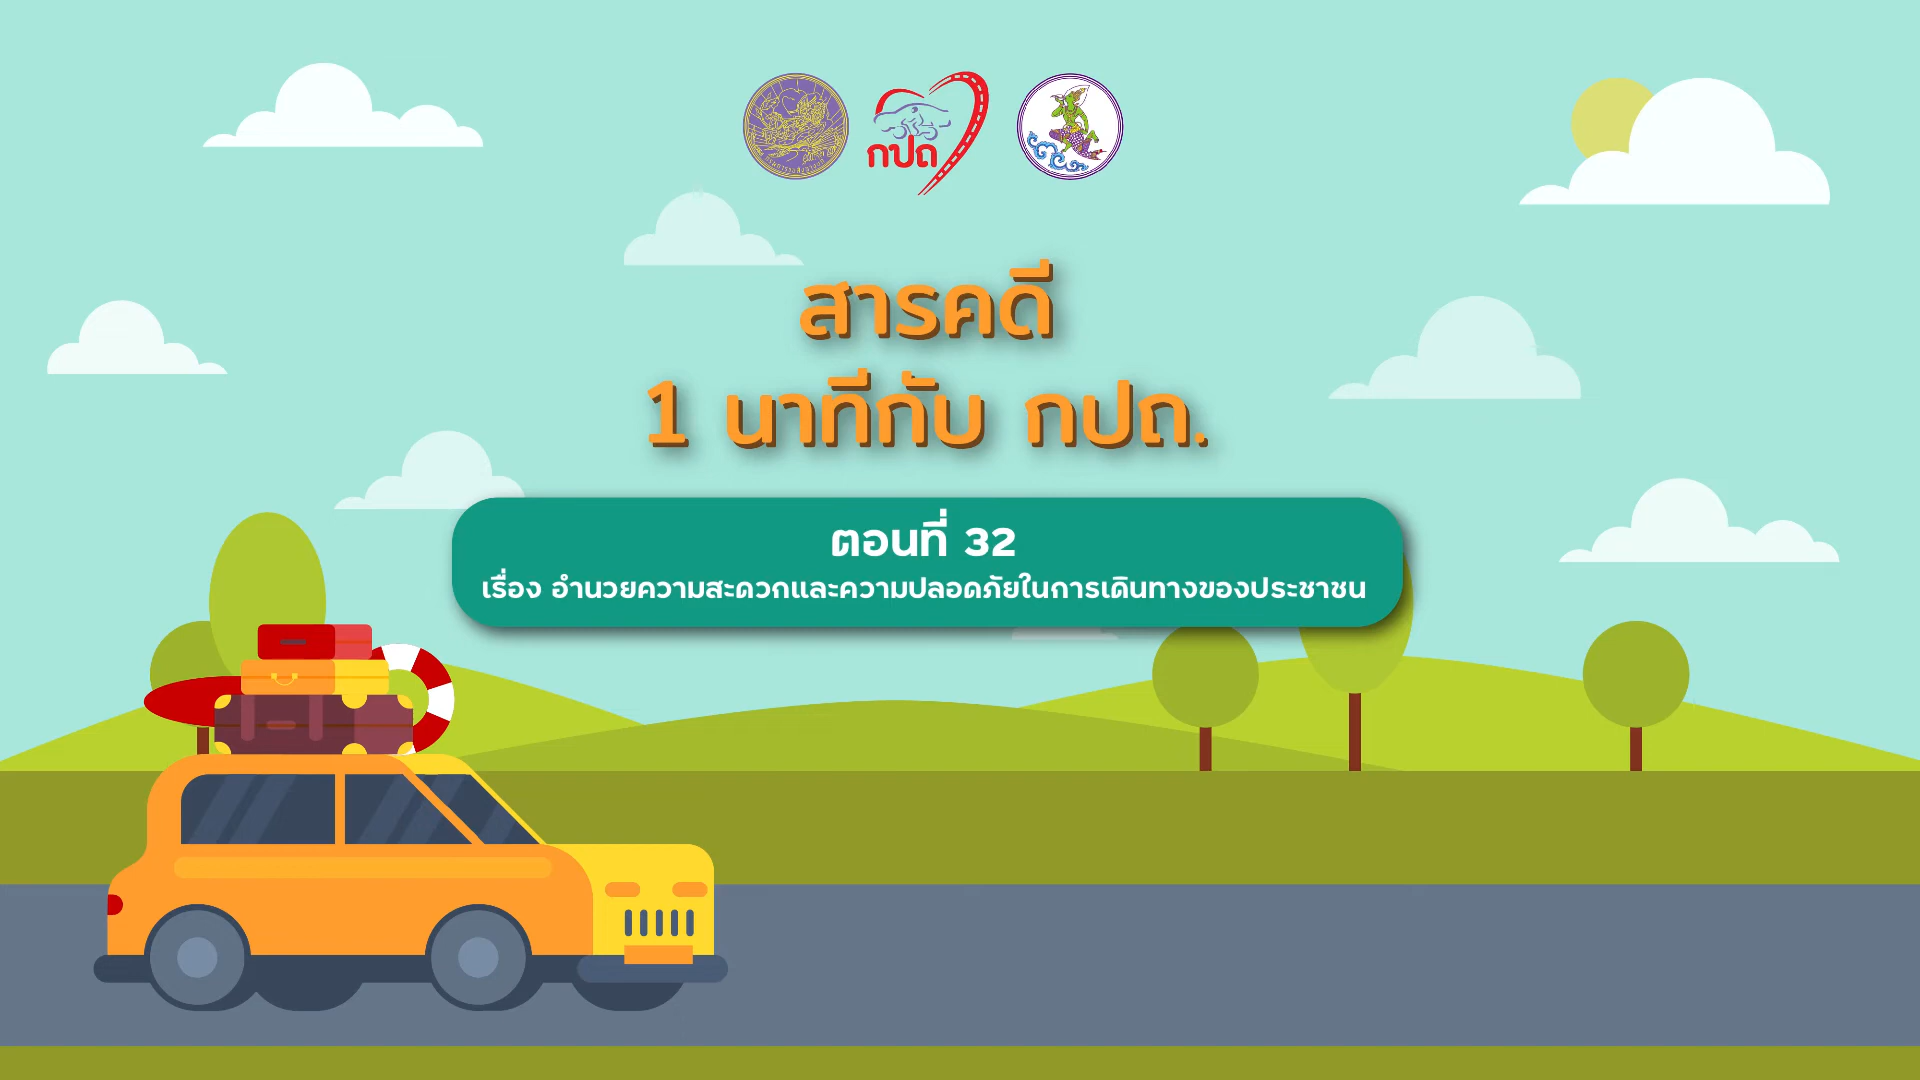 กปถ
สารคดี
1 นาทีกับ กปถ.
ตอนที่ 32
เรื่อง อำนวยความสะดวกและความปลอดภัยในการเดินทางของประชาชน